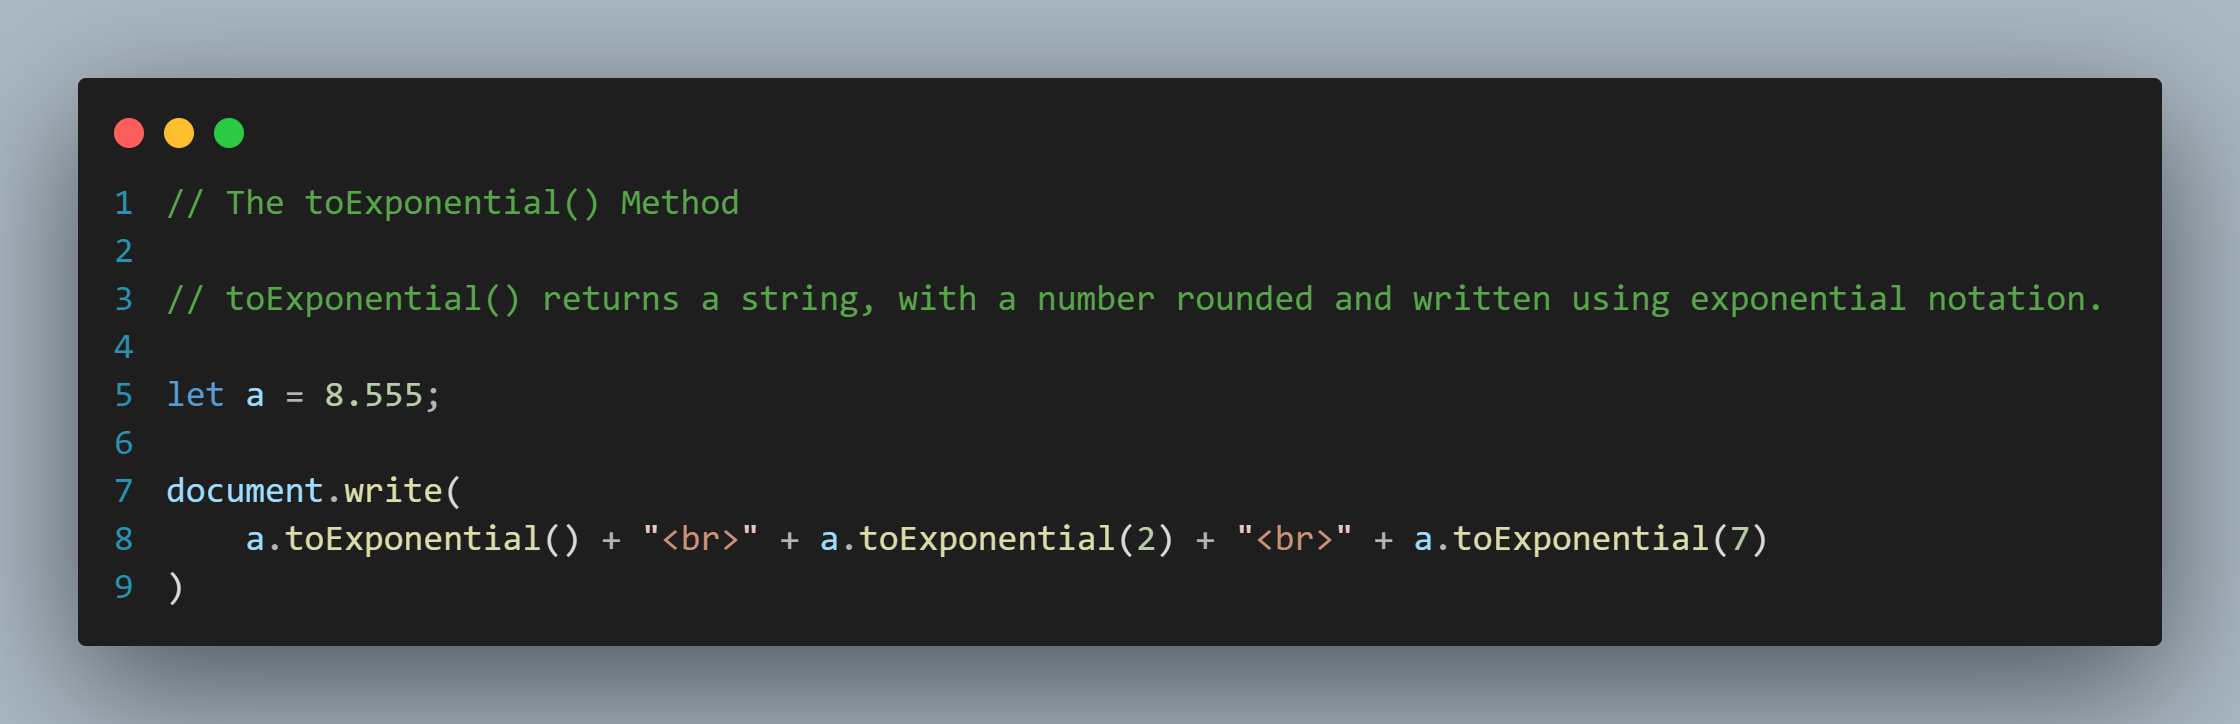 1 // The toExponential() Method
2
3 // toExponential() returns a string, with a number rounded and written using exponential notation.
4
5 let a = 8.555;
6
7 document.write(
8     a.toExponential() + "<br>" + a.toExponential(2) + "<br>" + a.toExponential(7)
9 )